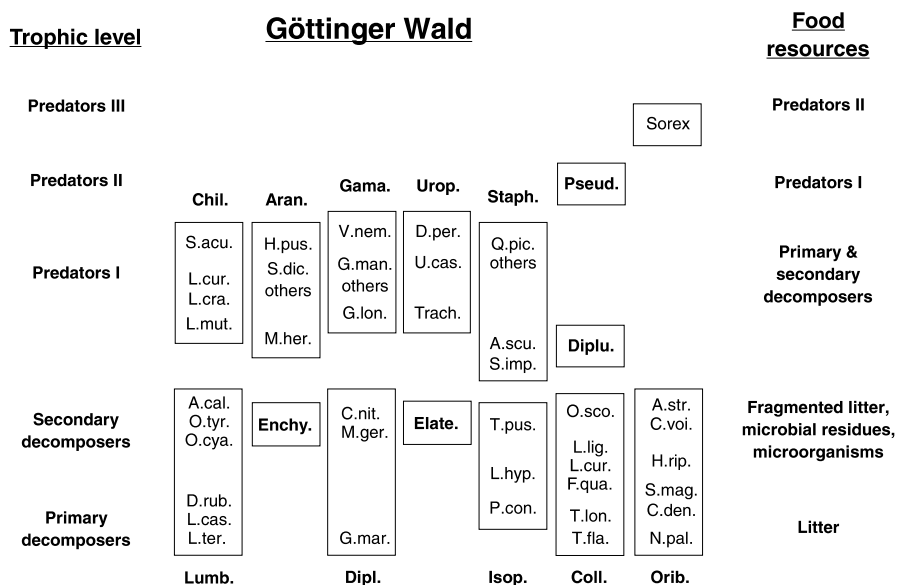 Trophic level
Göttinger Wald
Food
resources
Predators III
Sorex
Predators II
Predators II
Chil.
Aran.
Gama.
Urop.
Staph.
Pseud.
Predators I
Predators I
S.acu.
L.cur.
L.cra.
L.mut.
H.pus.
S.dic.
others
M.her.
V.nem.
G.man.
others
G.lon.
D.per.
U.cas.
Trach.
Q.pic.
others
A.scu.
S.imp.
Diplu.
Primary &
secondary
decomposers
Secondary
decomposers
A.cal.
O.tyr.
O.cya.
D.rub.
L.cas.
L.ter.
Enchy.
C.nit.
M.ger.
G.mar.
Elate.
T.pus.
L.hyp.
P.con.
O.sco.
L.lig.
L.cur.
F.qua.
T.lon.
T.fla.
A.str.
C.voi.
H.rip.
S.mag.
C.den.
N.pal.
Fragmented litter,
microbial residues,
microorganisms
Primary
decomposers
Litter
Lumb.
Dipl.
Isop.
Coll.
Orib.